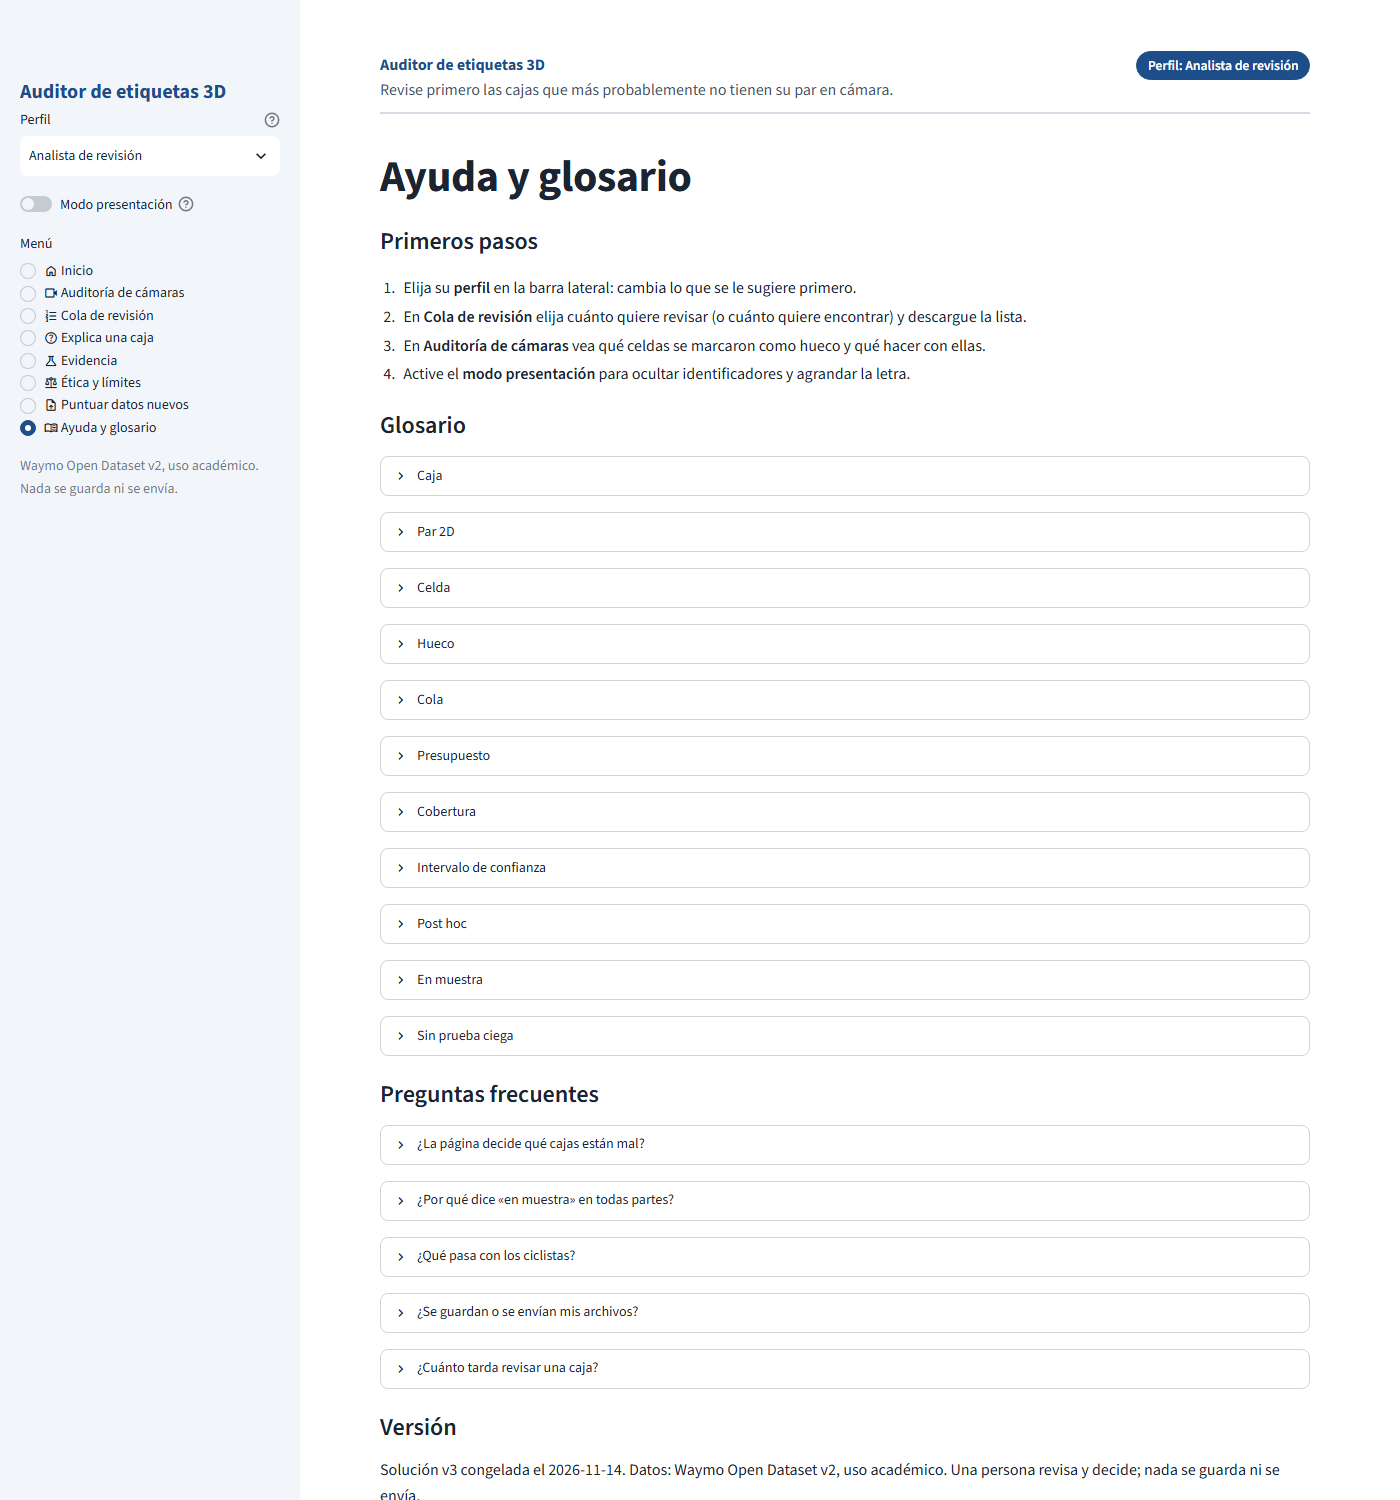 Auditor de etiquetas 3D
Perfil
Analista de revisión
Modo presentación
Menú
Inicio
Auditoría de cámaras
Cola de revisión
Explica una caja
Evidencia
Ética y límites
Puntuar datos nuevos
Ayuda y glosario
Waymo Open Dataset v2, uso académico.
Nada se guarda ni se envía.
Auditor de etiquetas 3D
Revise primero las cajas que más probablemente no tienen su par en cámara.
Perfil: Analista de revisión
Ayuda y glosario
Primeros pasos
1. Elija su perfil en la barra lateral: cambia lo que se le sugiere primero.
2. En Cola de revisión elija cuánto quiere revisar (o cuánto quiere encontrar) y descargue la lista.
3. En Auditoría de cámaras vea qué celdas se marcaron como hueco y qué hacer con ellas.
4. Active el modo presentación para ocultar identificadores y agrandar la letra.
Glosario
Caja
Par 2D
Celda
Hueco
Cola
Presupuesto
Cobertura
Intervalo de confianza
Post hoc
En muestra
Sin prueba ciega
Preguntas frecuentes
¿La página decide qué cajas están mal?
¿Por qué dice «en muestra» en todas partes?
¿Qué pasa con los ciclistas?
¿Se guardan o se envían mis archivos?
¿Cuánto tarda revisar una caja?
Versión
Solución v3 congelada el 2026-11-14. Datos: Waymo Open Dataset v2, uso académico. Una persona revisa y decide; nada se guarda ni se
envía.